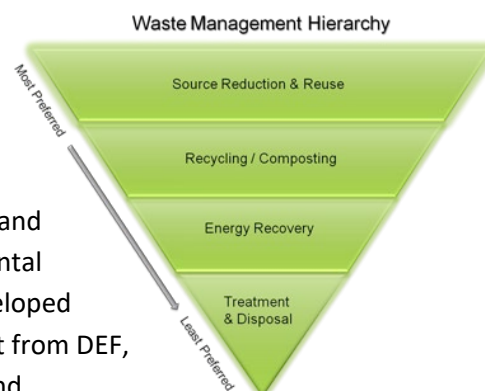 Waste Management Hierarchy
Most Preferred
Source Reduction & Reuse
Recycling / Composting
Energy Recovery
Treatment
& Disposal
Least Preferred
and
ntal
eloped
t from DEF,